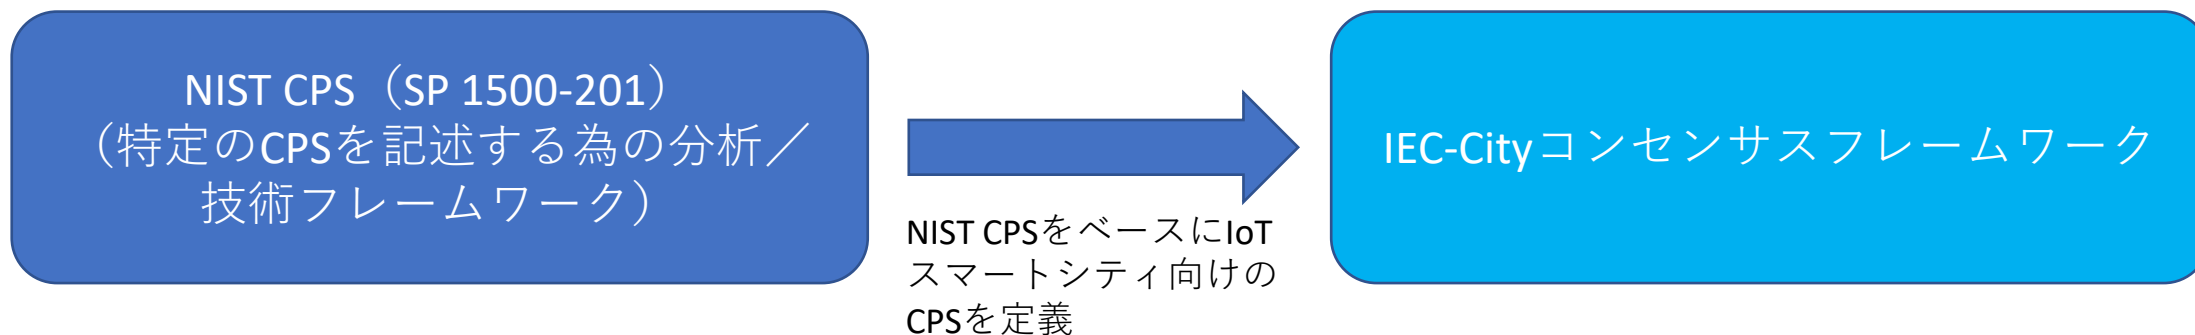 NIST CPS（SP 1500-201）
（特定のCPSを記述する為の分析／
技術フレームワーク）
NIST CPSをベースにIoT
スマートシティ向けの
CPSを定義
IEC-Cityコンセンサスフレームワーク